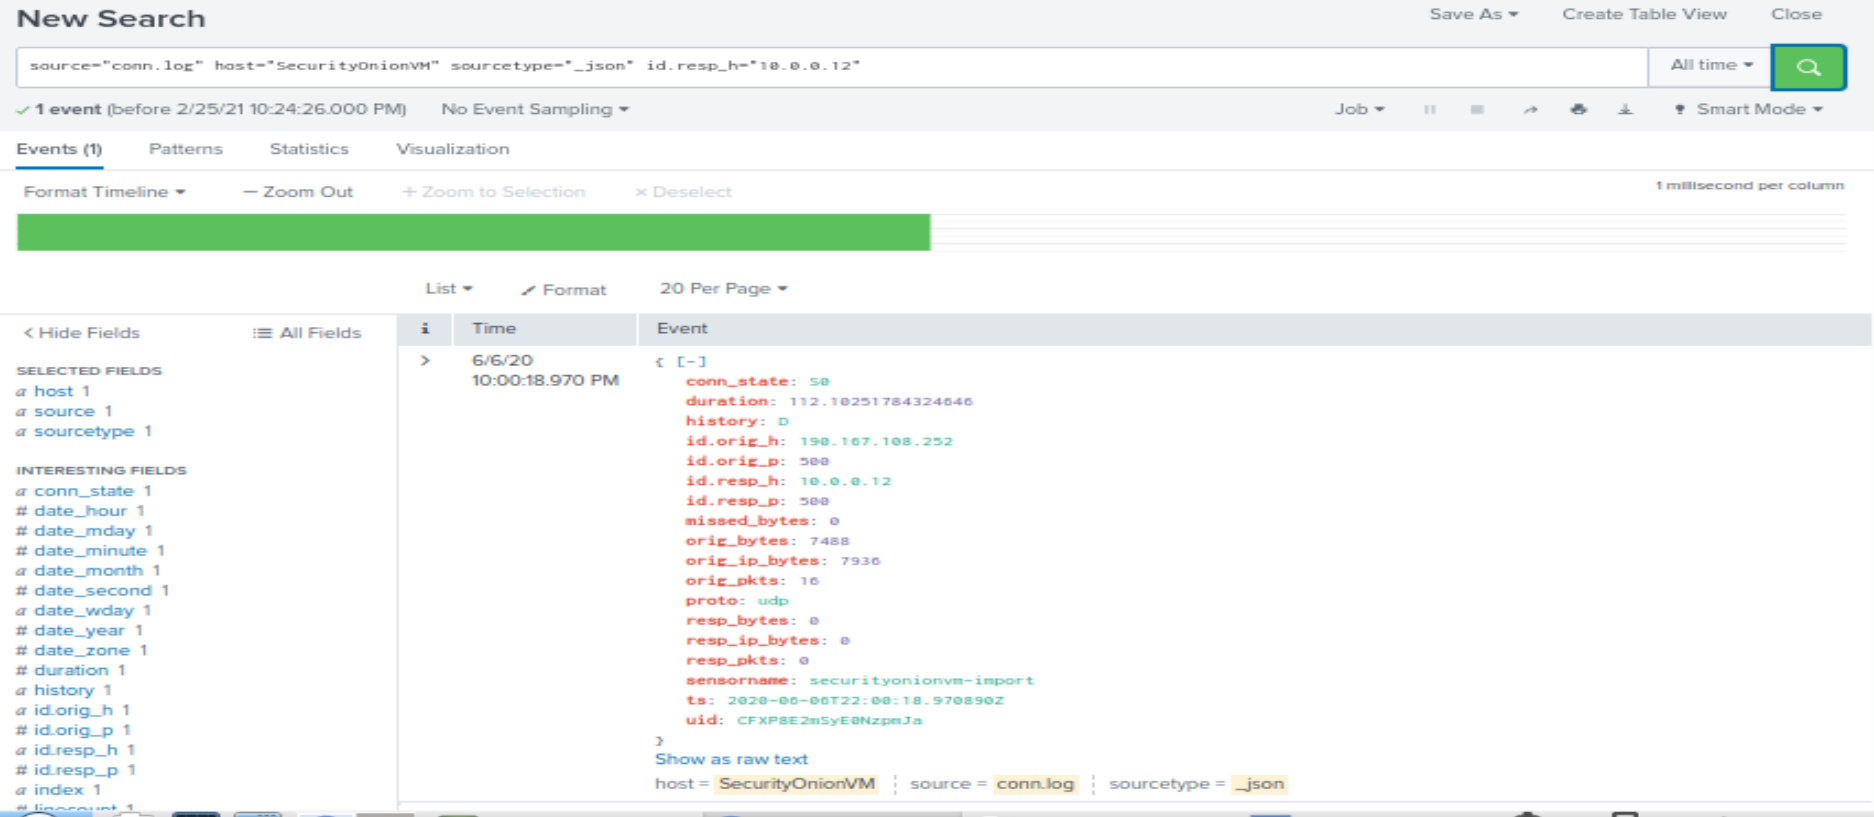 New Search
Save As Create Table View Close
source="conn.log" host="SecurityOnionVM" sourcetype="_json" id.resp_h="10.0.0.12"
All time
1 event (before 2/25/21 10:24:26.000 PM) No Event Sampling
Job Smart Mode
Events (1) Patterns Statistics Visualization
Format Timeline — Zoom Out + Zoom to Selection × Deselect
1 millisecond per column
List Format 20 Per Page
< Hide Fields All Fields
i Time Event
SELECTED FIELDS
a host 1
a source 1
a sourcetype 1
INTERESTING FIELDS
a conn_state 1
# date_hour 1
# date_mday 1
# date_minute 1
a date_month 1
# date_second 1
a date_wday 1
# date_year 1
# date_zone 1
# duration 1
a history 1
a id.orig_h 1
# id.orig_p 1
a id.resp_h 1
# id.resp_p 1
a index 1
# linecount 1
> 6/6/20
10:00:18.970 PM
{ [-]
conn_state: S0
duration: 112.10251784324646
history: D
id.orig_h: 190.167.108.252
id.orig_p: 500
id.resp_h: 10.0.0.12
id.resp_p: 500
missed_bytes: 0
orig_bytes: 7488
orig_ip_bytes: 7936
orig_pkts: 16
proto: udp
resp_bytes: 0
resp_ip_bytes: 0
resp_pkts: 0
sensorname: securityonionvm-import
ts: 2020-06-06T22:00:18.970890Z
uid: CFXP8E2mSyE0NzpmJa
}
Show as raw text
host = SecurityOnionVM source = conn.log sourcetype = _json